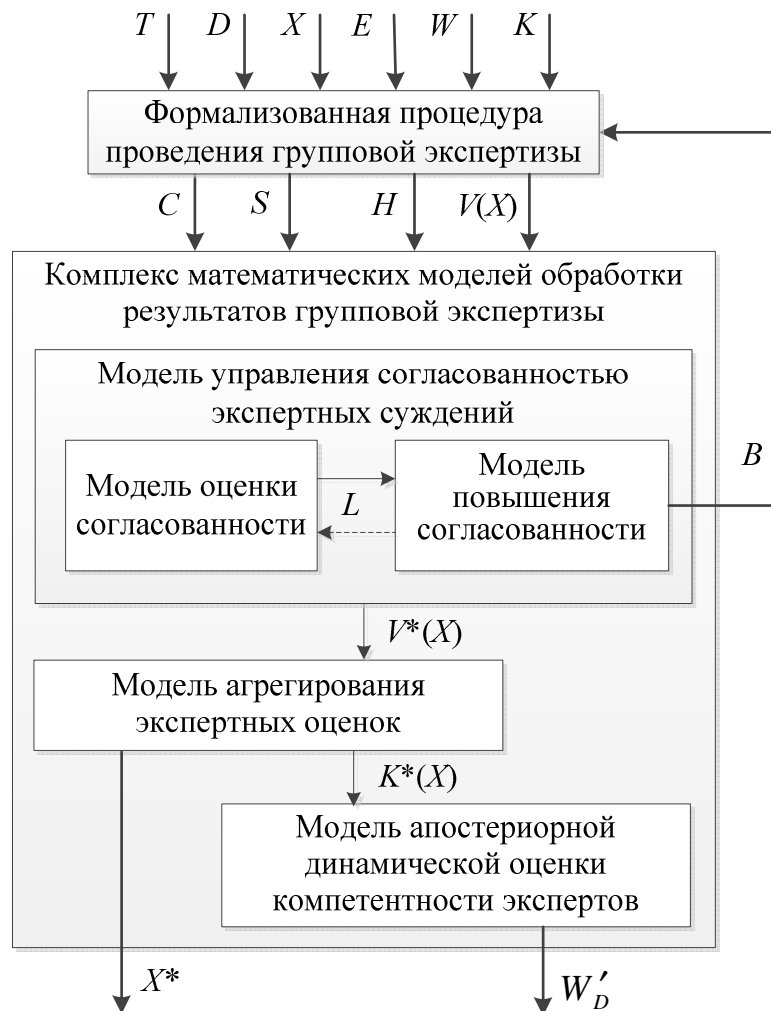 T D X E W K
Формализованная процедура
проведения групповой экспертизы
C S H V(X)
Комплекс математических моделей обработки
результатов групповой экспертизы
Модель управления согласованностью
экспертных суждений
Модель оценки
согласованности
L
Модель
повышения
согласованности
B
V*(X)
Модель агрегирования
экспертных оценок
K*(X)
Модель апостериорной
динамической оценки
компетентности экспертов
X* W′_D